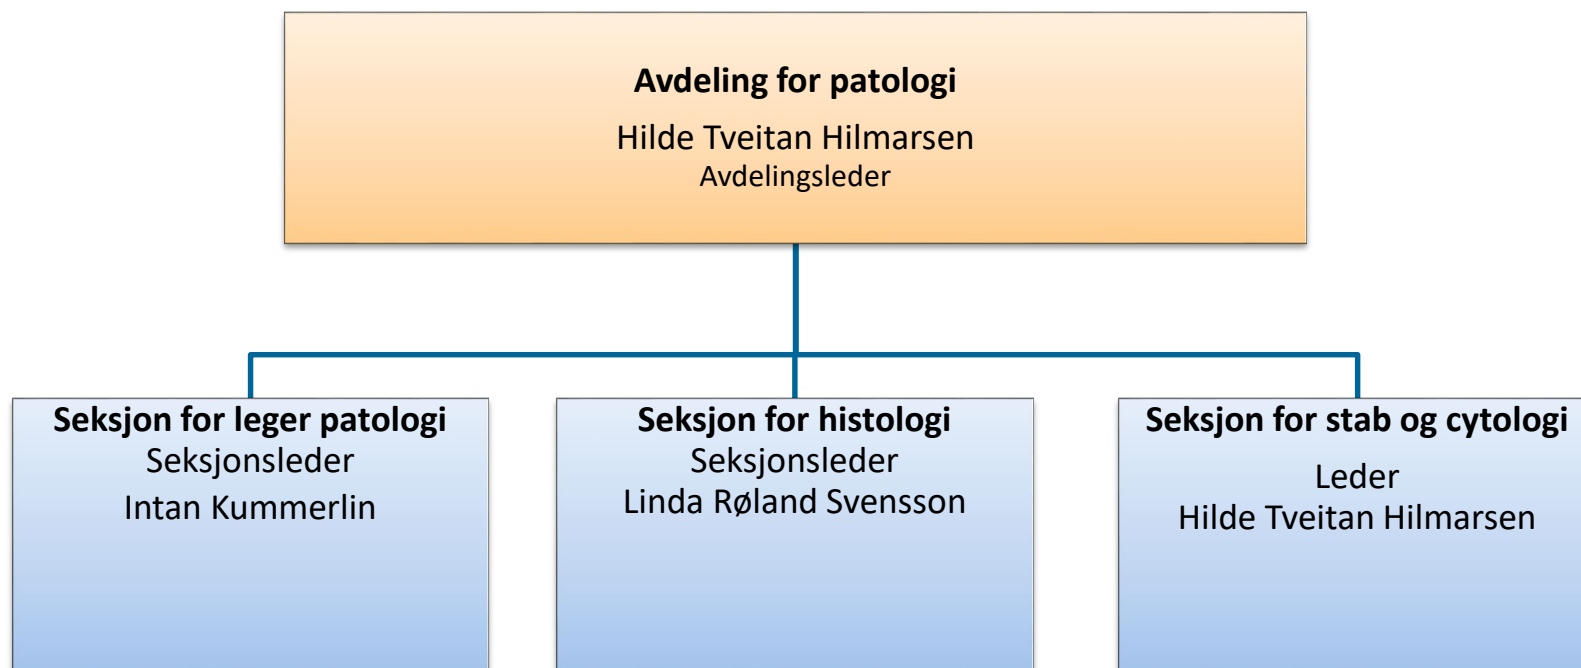 Avdeling for patologi
Hilde Tveitan Hilmarsen
Avdelingsleder
Seksjon for leger patologi
Seksjonsleder
Intan Kummerlin
Seksjon for histologi
Seksjonsleder
Linda Røland Svensson
Seksjon for stab og cytologi
Leder
Hilde Tveitan Hilmarsen